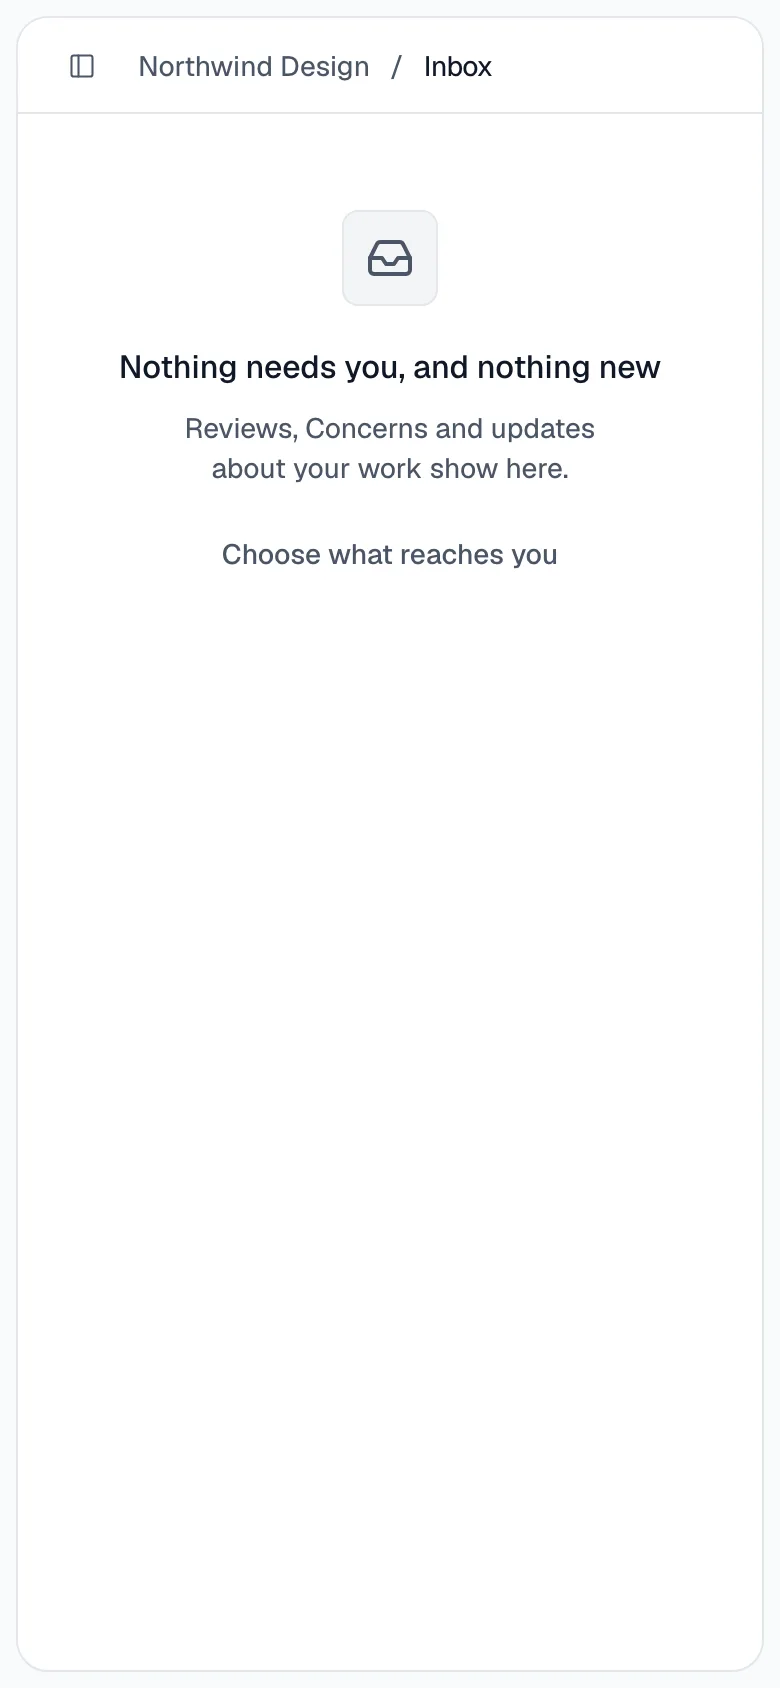 Northwind Design / Inbox
Nothing needs you, and nothing new
Reviews, Concerns and updates
about your work show here.
Choose what reaches you